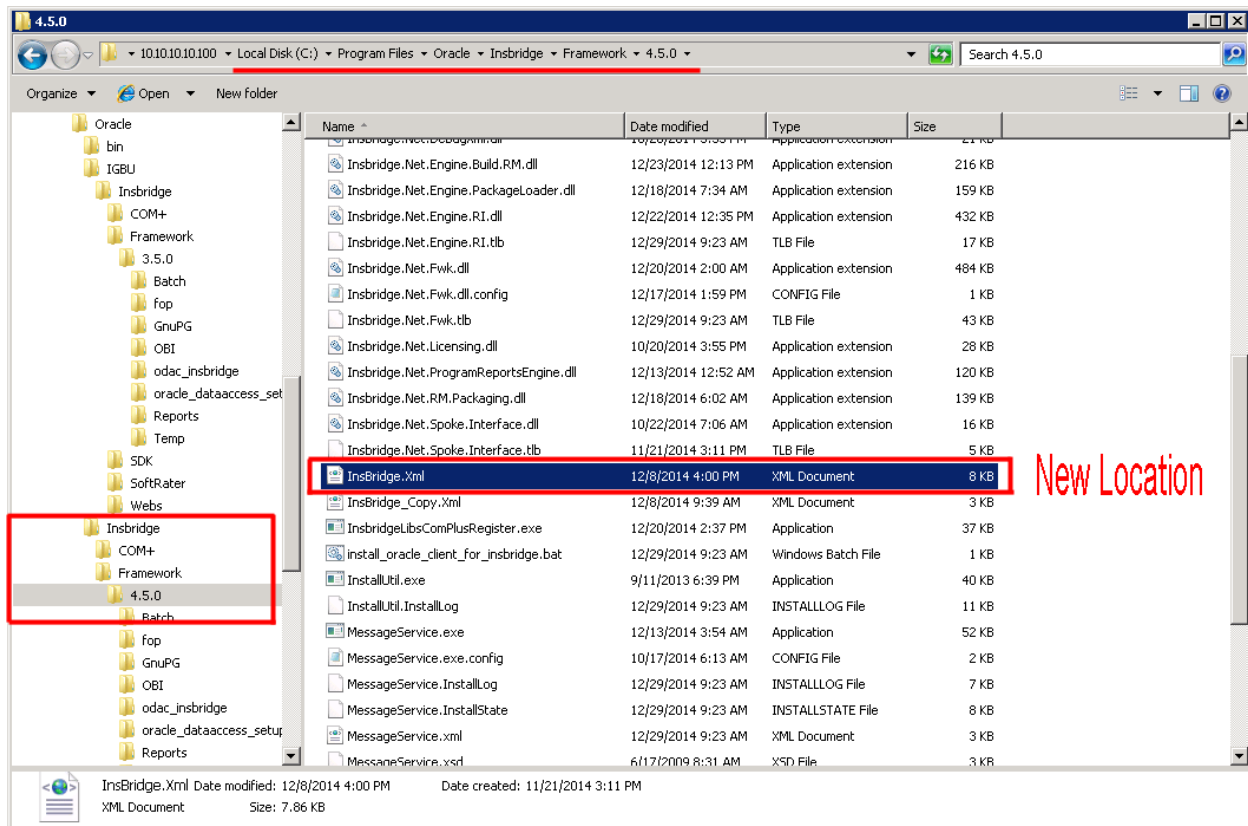 4.5.0
10.10.10.10.100 Local Disk (C:) Program Files Oracle Insbridge Framework 4.5.0 Search 4.5.0
Organize Open New folder
Oracle
bin
IGBU
Insbridge
COM+
Framework
3.5.0
Batch
fop
GnuPG
OBI
odac_insbridge
oracle_dataaccess_set
Reports
Temp
SDK
SoftRater
Webs
Insbridge
COM+
Framework
4.5.0
Batch
fop
GnuPG
OBI
odac_insbridge
oracle_dataaccess_setup
Reports
Name Date modified Type Size
Insbridge.Net.Engine.Build.RM.dll 12/23/2014 12:13 PM Application extension 216 KB
Insbridge.Net.Engine.PackageLoader.dll 12/18/2014 7:34 AM Application extension 159 KB
Insbridge.Net.Engine.RI.dll 12/22/2014 12:35 PM Application extension 432 KB
Insbridge.Net.Engine.RI.tlb 12/29/2014 9:23 AM TLB File 17 KB
Insbridge.Net.Fwk.dll 12/20/2014 2:00 AM Application extension 484 KB
Insbridge.Net.Fwk.dll.config 12/17/2014 1:59 PM CONFIG File 1 KB
Insbridge.Net.Fwk.tlb 12/29/2014 9:23 AM TLB File 43 KB
Insbridge.Net.Licensing.dll 10/20/2014 3:55 PM Application extension 28 KB
Insbridge.Net.ProgramReportsEngine.dll 12/13/2014 12:52 AM Application extension 120 KB
Insbridge.Net.RM.Packaging.dll 12/18/2014 6:02 AM Application extension 139 KB
Insbridge.Net.Spoke.Interface.dll 10/22/2014 7:06 AM Application extension 16 KB
Insbridge.Net.Spoke.Interface.tlb 11/21/2014 3:11 PM TLB File 5 KB
InsBridge.Xml 12/8/2014 4:00 PM XML Document 8 KB
New Location
InsBridge_Copy.Xml 12/8/2014 9:39 AM XML Document 3 KB
InsbridgeLibsComPlusRegister.exe 12/20/2014 2:37 PM Application 37 KB
install_oracle_client_for_insbridge.bat 12/29/2014 9:23 AM Windows Batch File 1 KB
InstallUtil.exe 9/11/2013 6:39 PM Application 40 KB
InstallUtil.InstallLog 12/29/2014 9:23 AM INSTALLLOG File 11 KB
MessageService.exe 12/13/2014 3:54 AM Application 52 KB
MessageService.exe.config 10/17/2014 6:13 AM CONFIG File 2 KB
MessageService.InstallLog 12/29/2014 9:23 AM INSTALLLOG File 7 KB
MessageService.InstallState 12/29/2014 9:23 AM INSTALLSTATE File 8 KB
MessageService.xml 12/29/2014 9:23 AM XML Document 3 KB
MessageService.xsd 6/17/2009 8:31 AM XSD File 3 KB
InsBridge.Xml Date modified: 12/8/2014 4:00 PM Date created: 11/21/2014 3:11 PM
XML Document Size: 7.86 KB